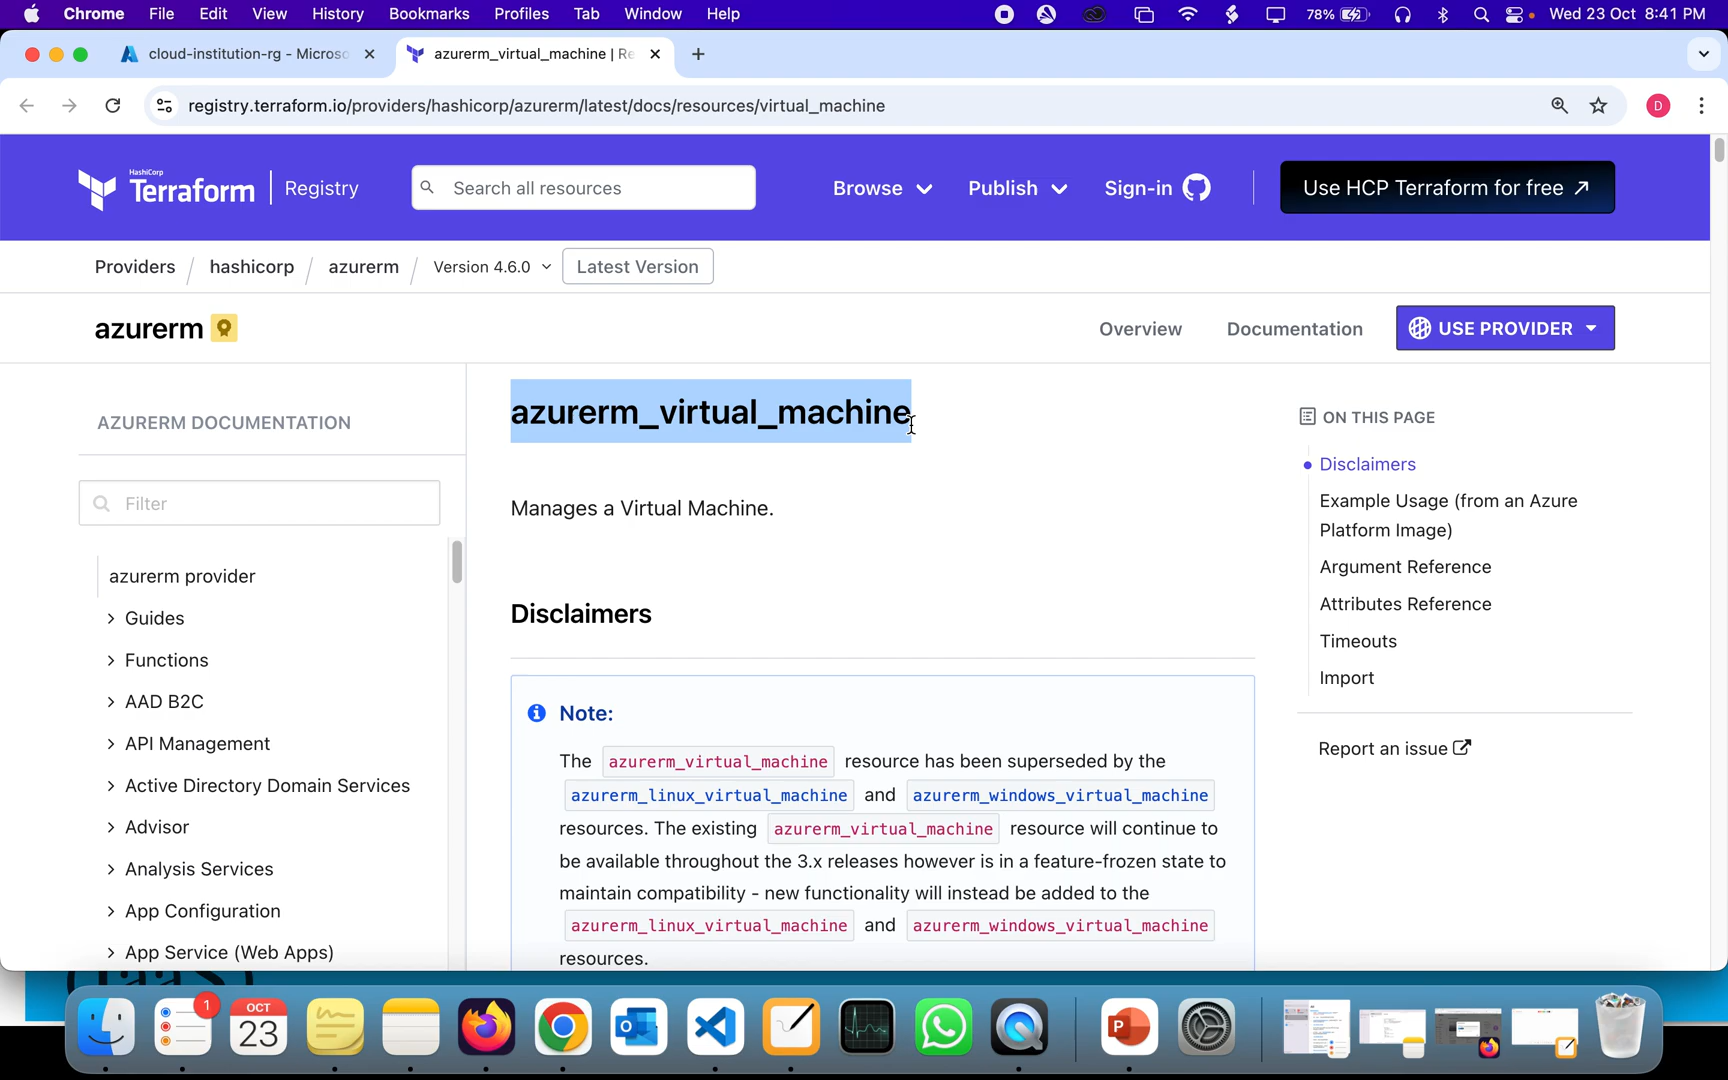 Chrome File Edit View History Bookmarks Profiles Tab Window Help 78% Wed 23 Oct 8:41 PM
cloud-institution-rg - Microso
azurerm_virtual_machine | Re
registry.terraform.io/providers/hashicorp/azurerm/latest/docs/resources/virtual_machine
D
HashiCorp
Terraform Registry
Search all resources
Browse Publish Sign-in
Use HCP Terraform for free
Providers / hashicorp / azurerm / Version 4.6.0 Latest Version
azurerm
Overview Documentation USE PROVIDER
AZURERM DOCUMENTATION
Filter
azurerm provider
Guides
Functions
AAD B2C
API Management
Active Directory Domain Services
Advisor
Analysis Services
App Configuration
App Service (Web Apps)
azurerm_virtual_machine
Manages a Virtual Machine.
Disclaimers
Note:
The azurerm_virtual_machine resource has been superseded by the
azurerm_linux_virtual_machine and azurerm_windows_virtual_machine
resources. The existing azurerm_virtual_machine resource will continue to
be available throughout the 3.x releases however is in a feature-frozen state to
maintain compatibility - new functionality will instead be added to the
azurerm_linux_virtual_machine and azurerm_windows_virtual_machine
resources.
ON THIS PAGE
Disclaimers
Example Usage (from an Azure
Platform Image)
Argument Reference
Attributes Reference
Timeouts
Import
Report an issue
1
OCT
23